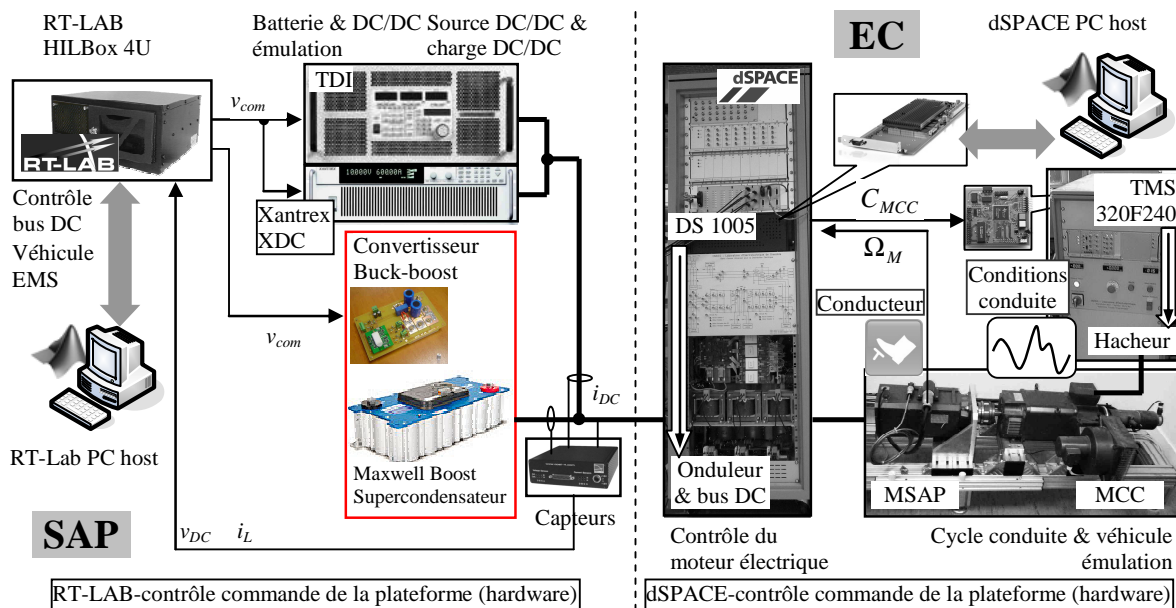 RT-LAB
HILBox 4U
Batterie & DC/DC
émulation
Source DC/DC &
charge DC/DC
EC
dSPACE PC host
TDI
dSPACE
v_com
RT-LAB
10.000V 60.000A
Xantrex
XDC
Contrôle
bus DC
Véhicule
EMS
Convertisseur
Buck-boost
v_com
DS 1005
C_MCC
Ω_M
TMS
320F240
Conditions
conduite
Conducteur
Hacheur
i_DC
RT-Lab PC host
Maxwell Boost
Supercondensateur
Onduleur
& bus DC
MSAP
MCC
SAP
v_DC i_L
Capteurs
Contrôle du
moteur électrique
Cycle conduite & véhicule
émulation
RT-LAB-contrôle commande de la plateforme (hardware)
dSPACE-contrôle commande de la plateforme (hardware)